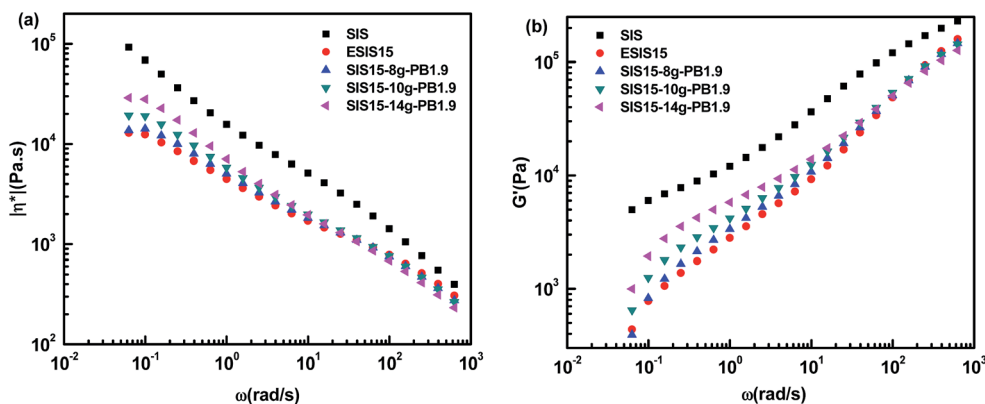 (a)
SIS
ESIS15
SIS15-8g-PB1.9
SIS15-10g-PB1.9
SIS15-14g-PB1.9
10^5
10^4
10^3
10^2
|η*|(Pa.s)
10^-2
10^-1
10^0
10^1
10^2
10^3
ω(rad/s)
(b)
SIS
ESIS15
SIS15-8g-PB1.9
SIS15-10g-PB1.9
SIS15-14g-PB1.9
10^5
10^4
10^3
G'(Pa)
10^-2
10^-1
10^0
10^1
10^2
10^3
ω(rad/s)